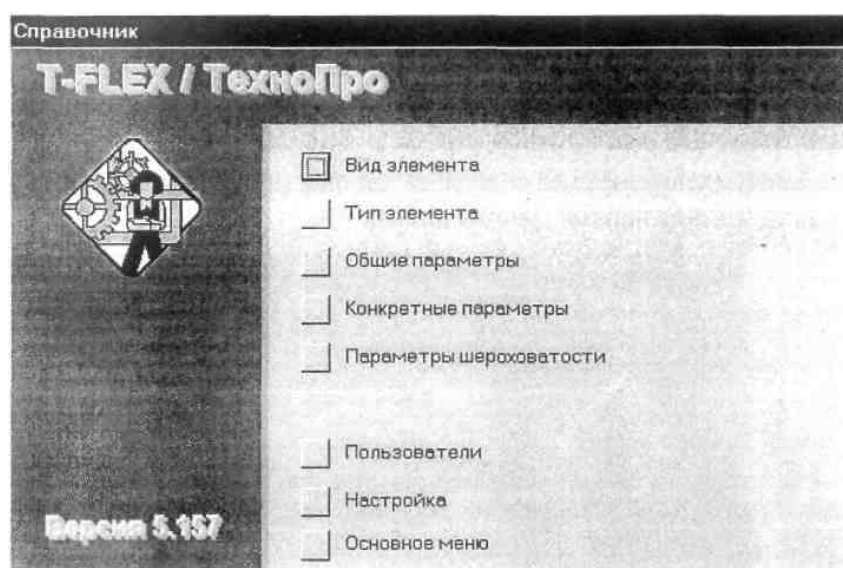 Справочник
T-FLEX / ТехноПро
Вид элемента
Тип элемента
Общие параметры
Конкретные параметры
Параметры шероховатости
Пользователи
Настройка
Версия 5.157
Основное меню